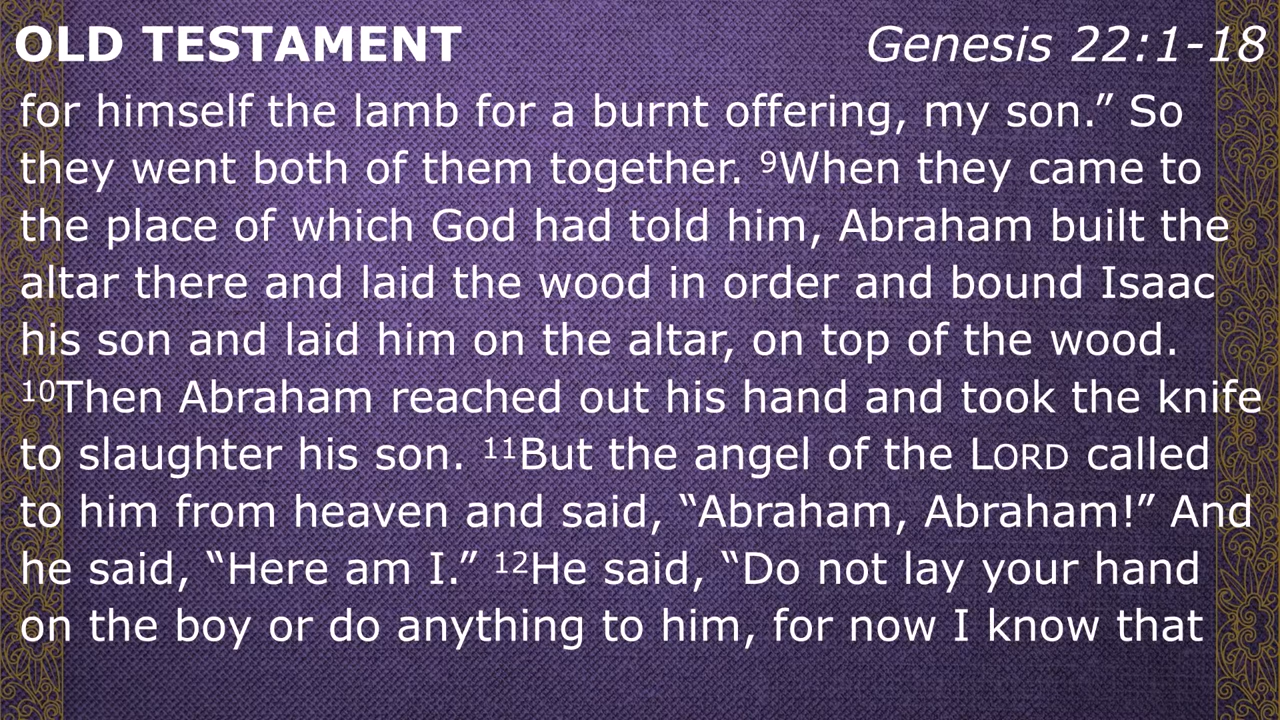 OLD TESTAMENT Genesis 22:1-18
for himself the lamb for a burnt offering, my son.” So
they went both of them together. ⁹When they came to
the place of which God had told him, Abraham built the
altar there and laid the wood in order and bound Isaac
his son and laid him on the altar, on top of the wood.
¹⁰Then Abraham reached out his hand and took the knife
to slaughter his son. ¹¹But the angel of the LORD called
to him from heaven and said, “Abraham, Abraham!” And
he said, “Here am I.” ¹²He said, “Do not lay your hand
on the boy or do anything to him, for now I know that